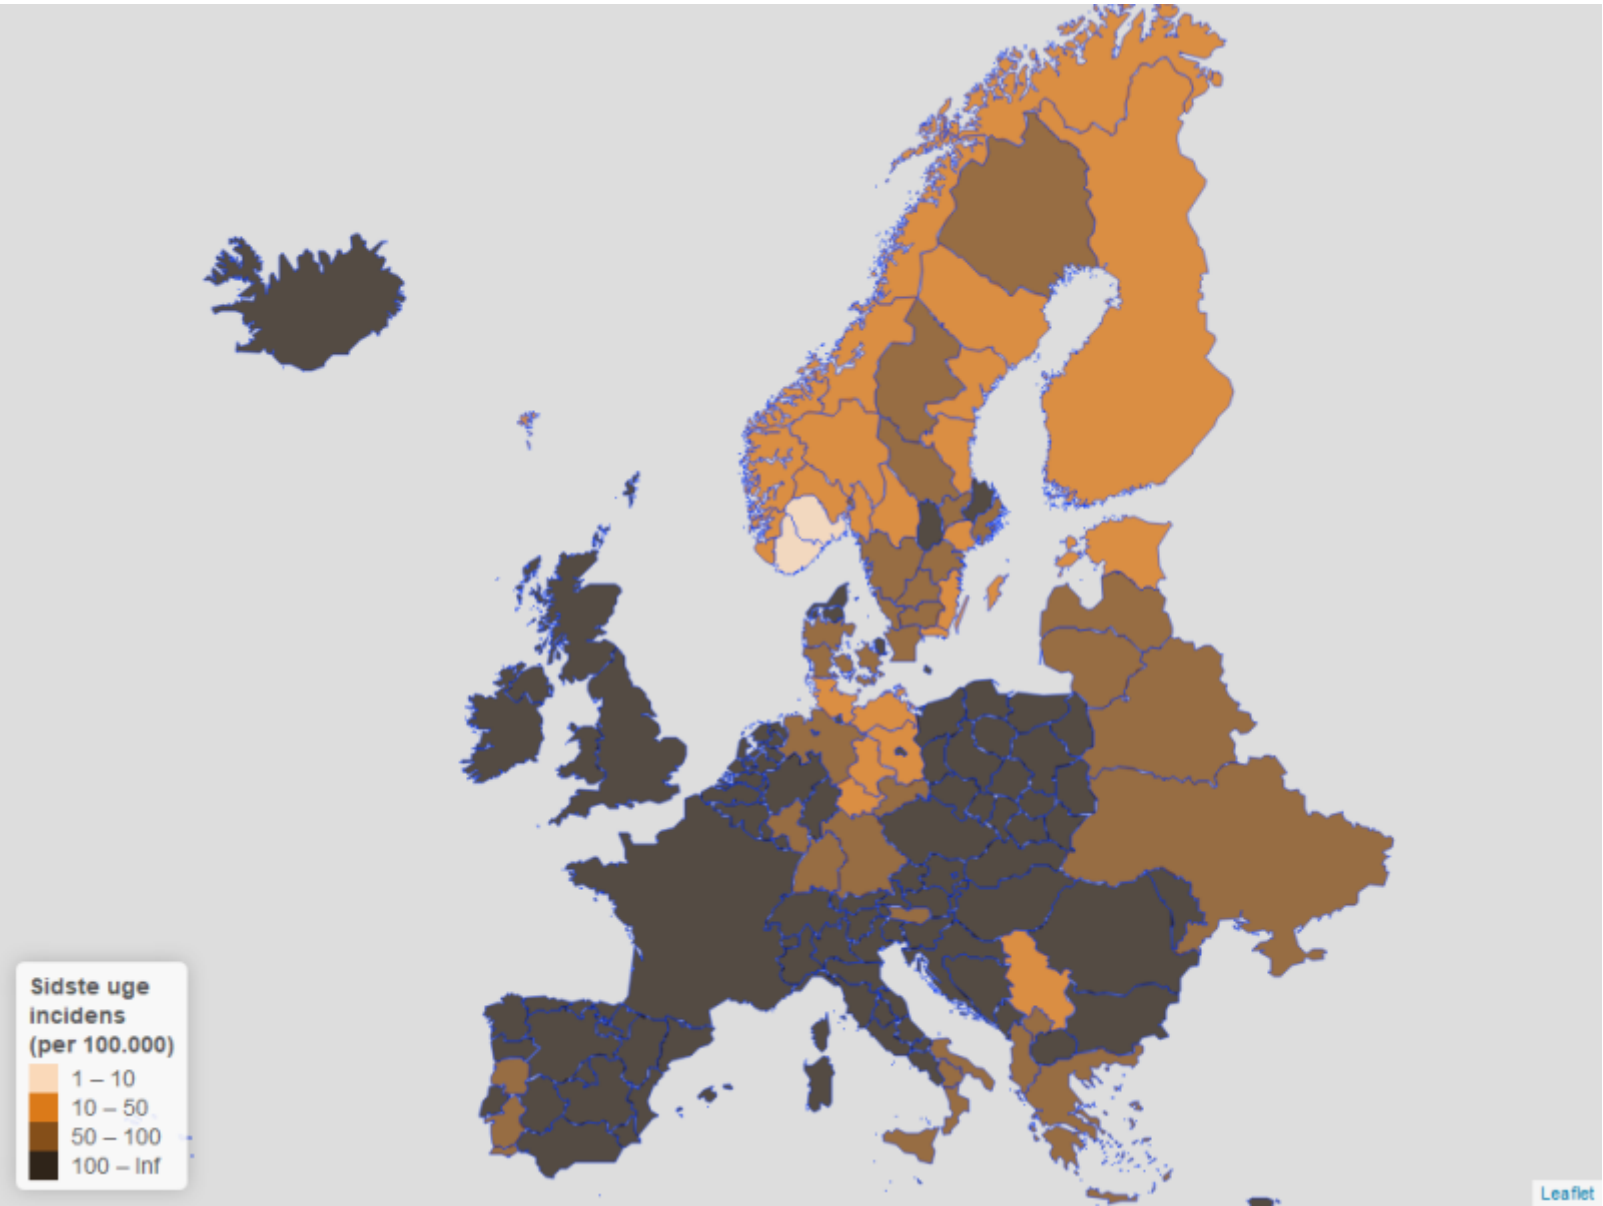 Sidste uge
incidens
(per 100.000)
1 – 10
10 – 50
50 – 100
100 – Inf
Leaflet